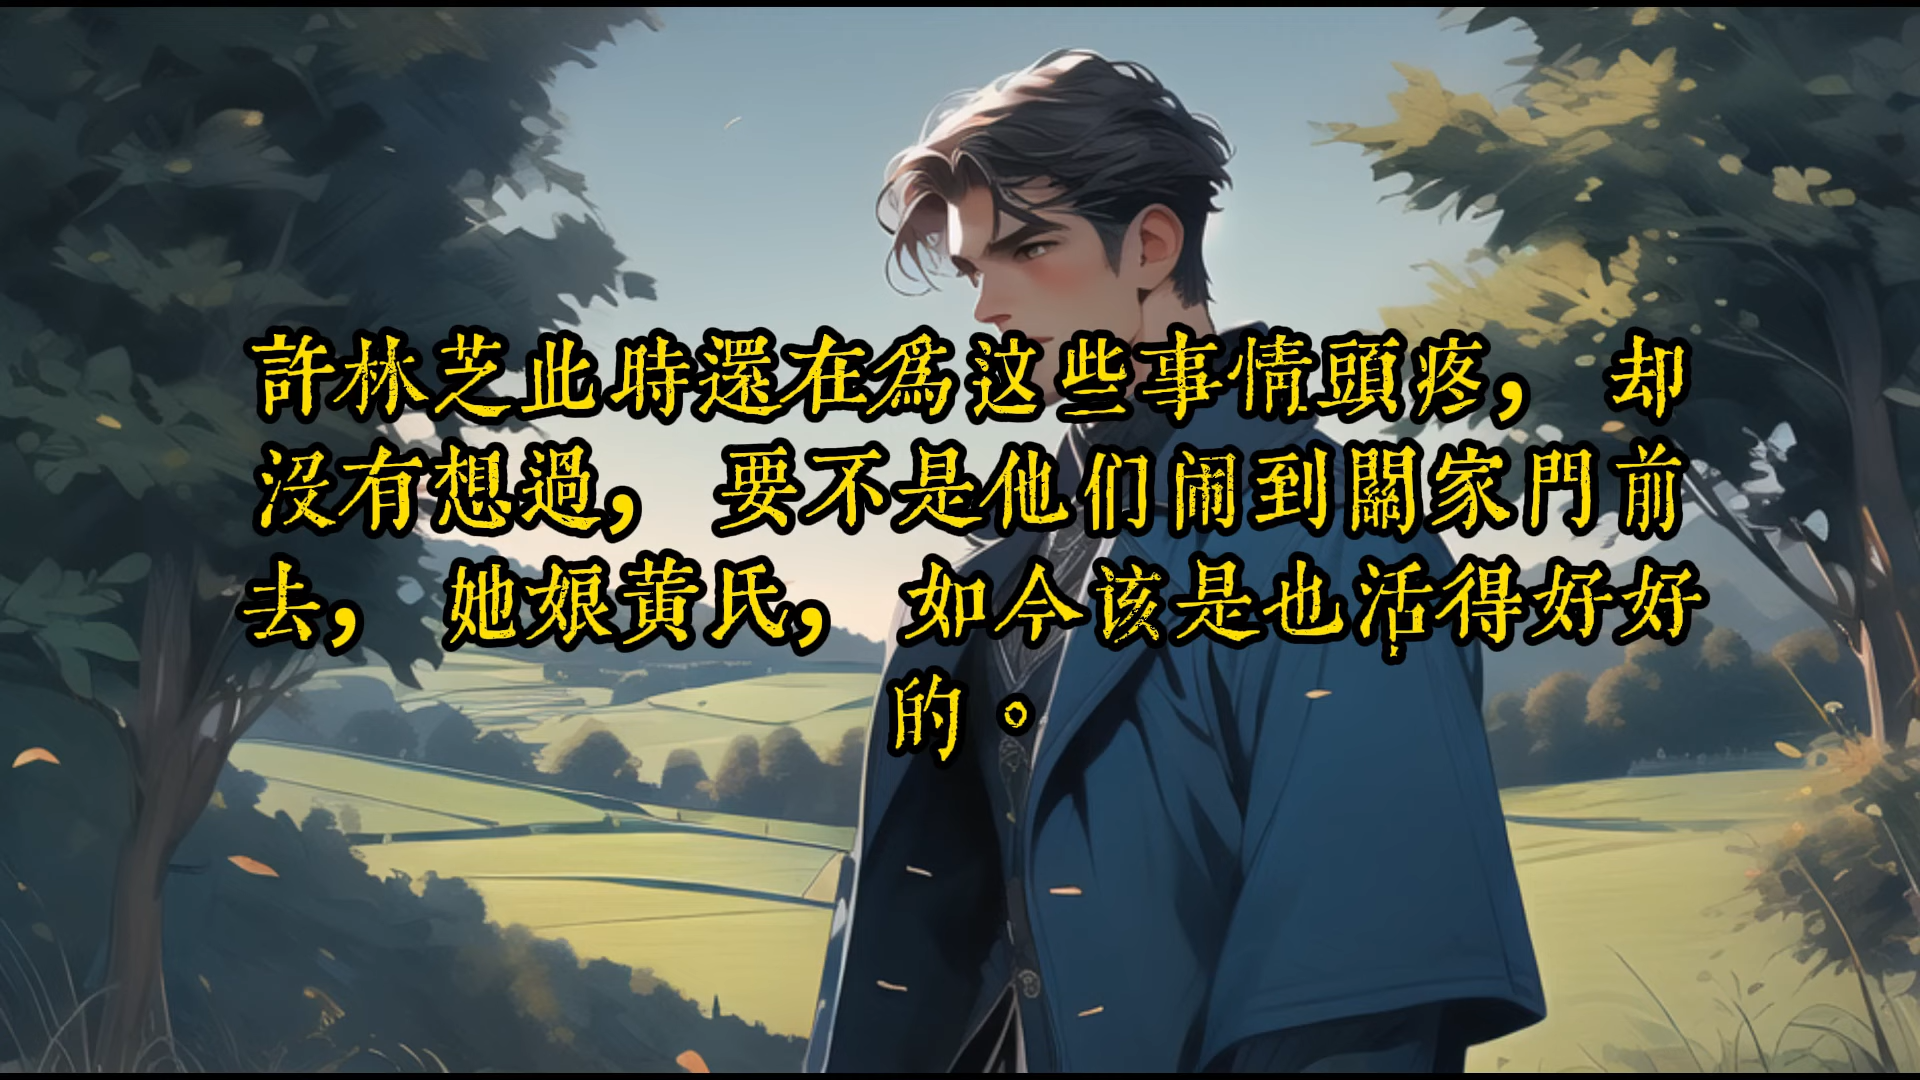 許林芝此時還在爲这些事情頭疼，却
没有想過，要不是他们闹到關家門前
去，她娘黄氏，如今该是也活得好好
的。